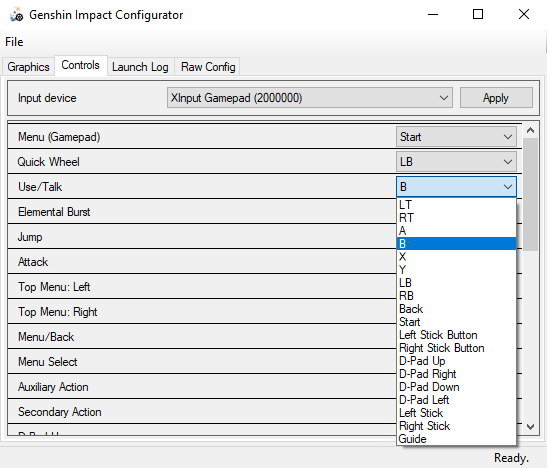 Genshin Impact Configurator
File
Graphics Controls Launch Log Raw Config
Input device XInput Gamepad (2000000) Apply
Menu (Gamepad) Start
Quick Wheel LB
Use/Talk B
Elemental Burst
Jump
Attack
Top Menu: Left
Top Menu: Right
Menu/Back
Menu Select
Auxiliary Action
Secondary Action
D-Pad Up
LT
RT
A
B
X
Y
LB
RB
Back
Start
Left Stick Button
Right Stick Button
D-Pad Up
D-Pad Right
D-Pad Down
D-Pad Left
Left Stick
Right Stick
Guide
Ready.